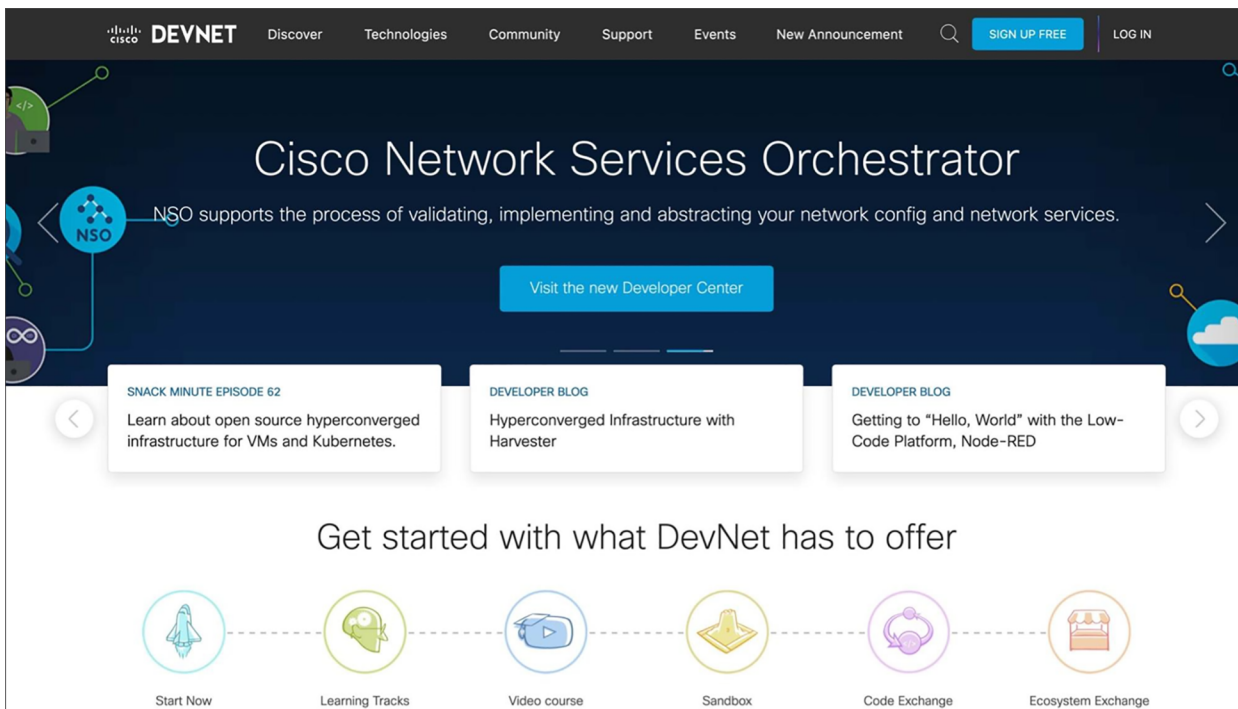 cisco DEVNET Discover Technologies Community Support Events New Announcement SIGN UP FREE LOG IN
</>
Cisco Network Services Orchestrator
NSO supports the process of validating, implementing and abstracting your network config and network services.
NSO
Visit the new Developer Center
SNACK MINUTE EPISODE 62
Learn about open source hyperconverged
infrastructure for VMs and Kubernetes.
DEVELOPER BLOG
Hyperconverged Infrastructure with
Harvester
DEVELOPER BLOG
Getting to “Hello, World” with the Low-
Code Platform, Node-RED
Get started with what DevNet has to offer
Start Now
Learning Tracks
Video course
Sandbox
Code Exchange
Ecosystem Exchange